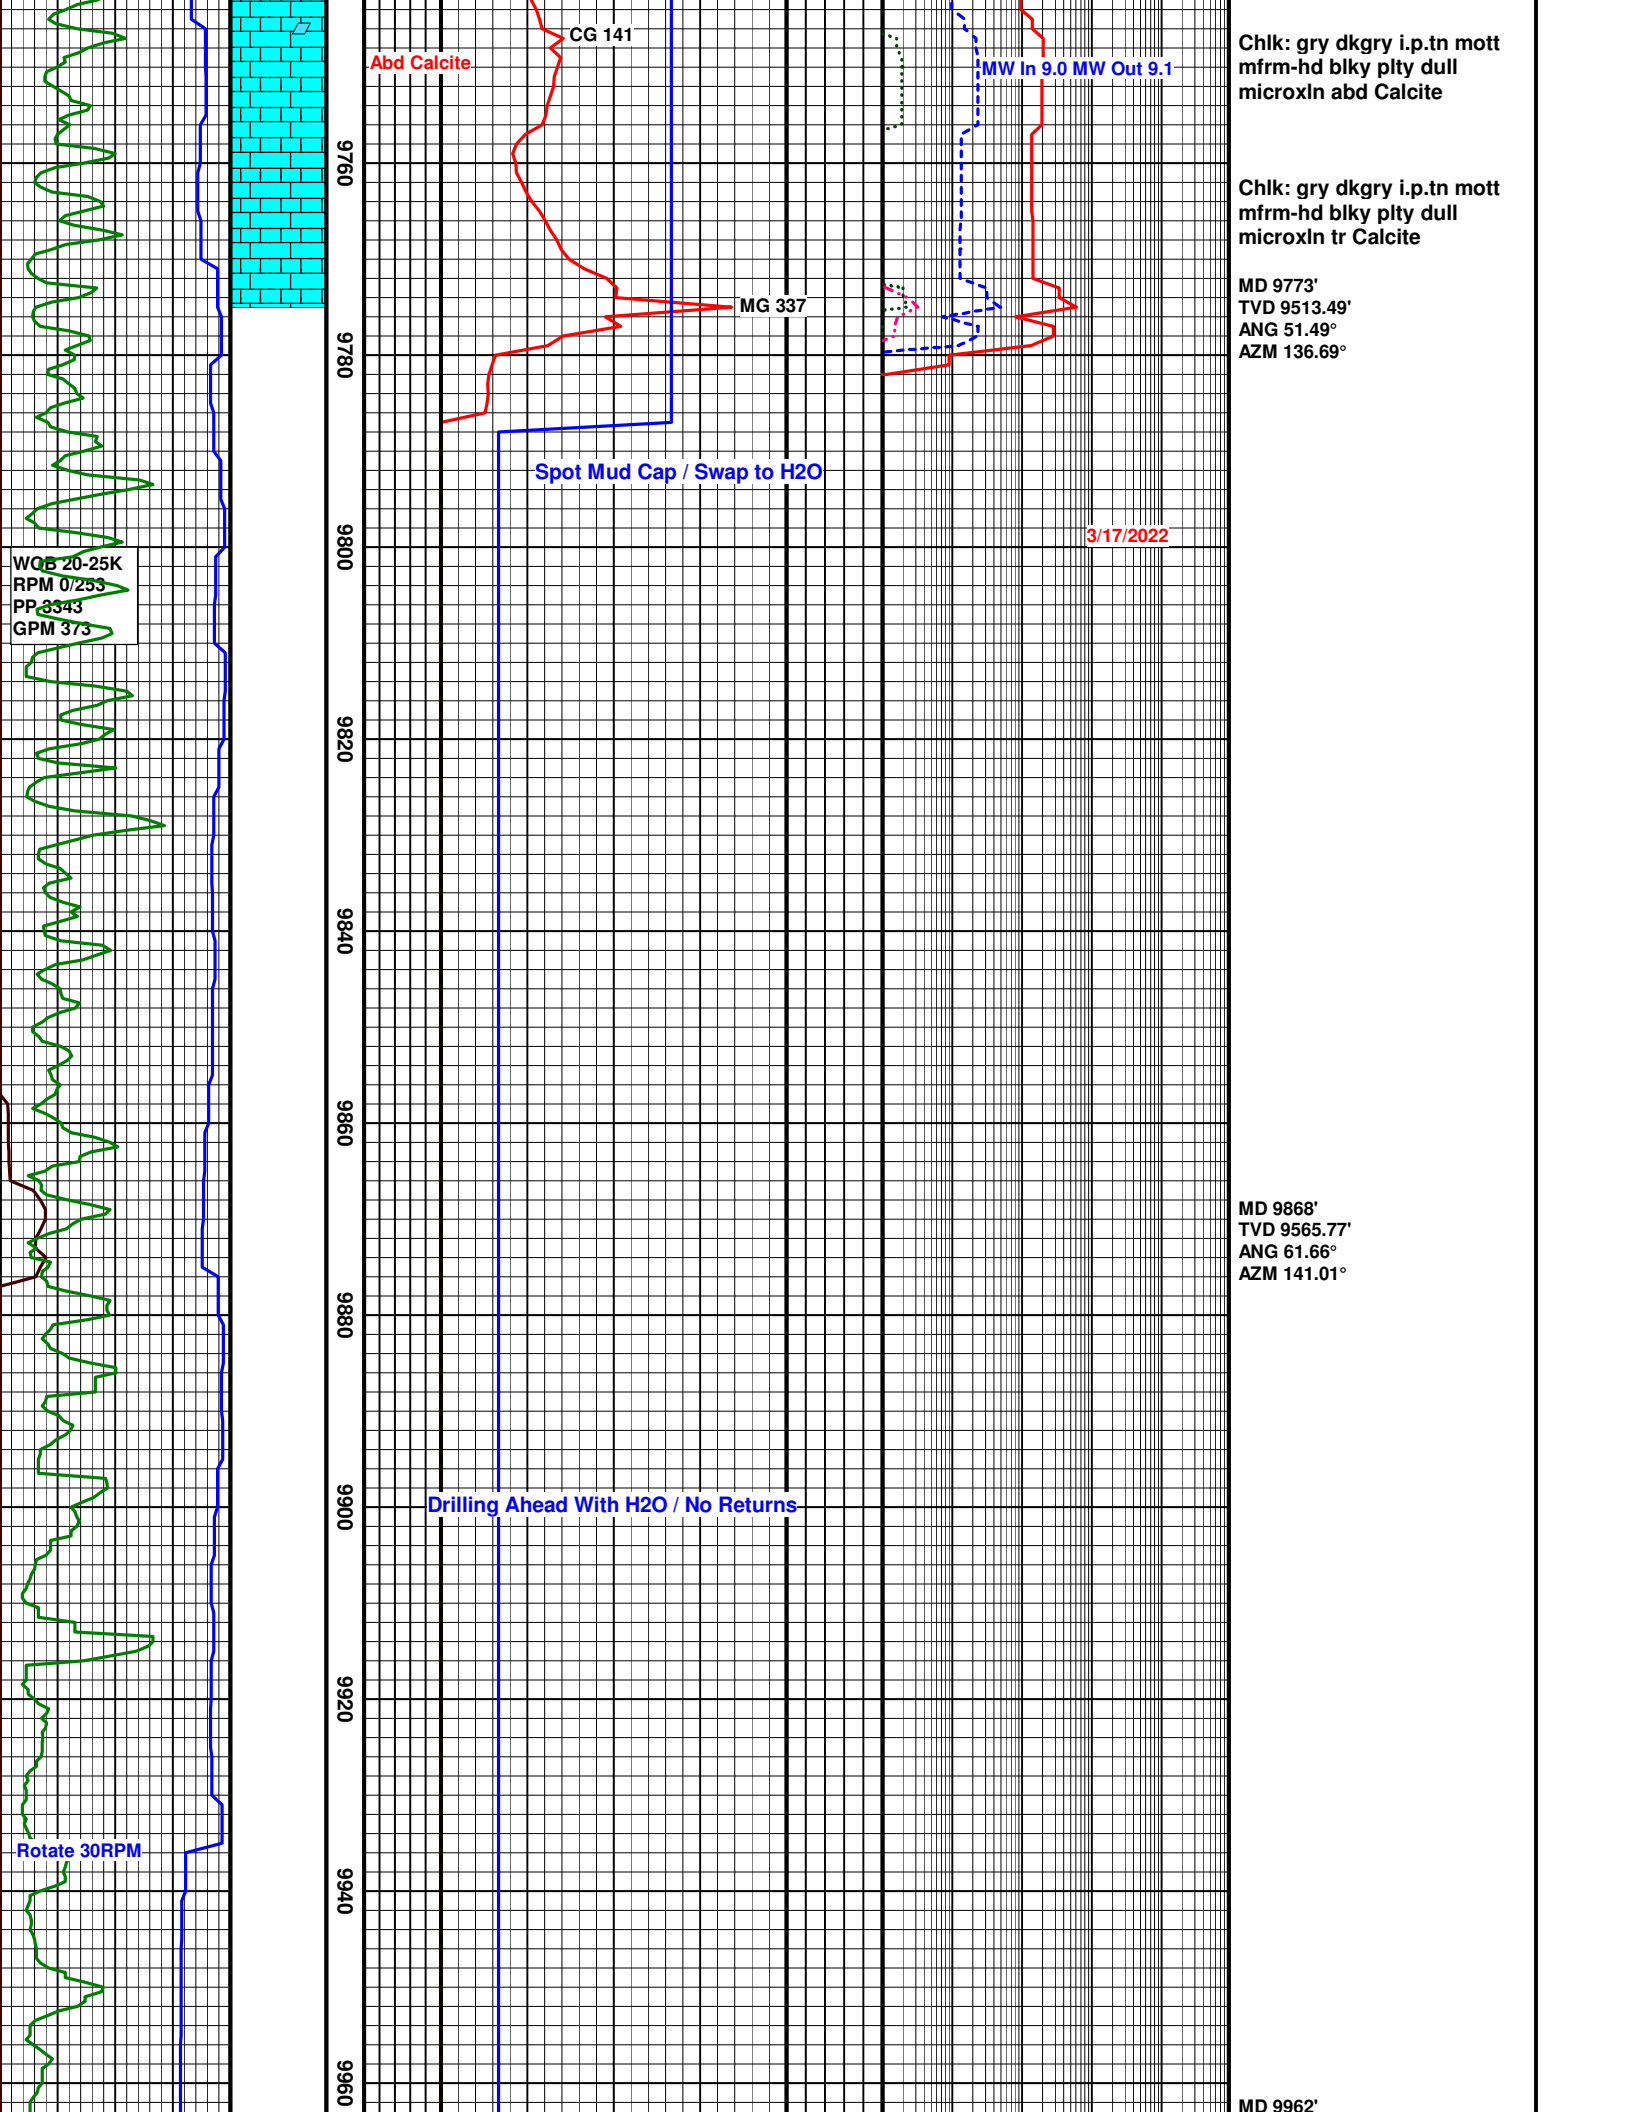 CG 141
Chlk: gry dkgry i.p.tn mott
mfrm-hd blky plty dull
microxln abd Calcite
Abd Calcite
MW In 9.0 MW Out 9.1
9760
Chlk: gry dkgry i.p.tn mott
mfrm-hd blky plty dull
microxln tr Calcite
MD 9773'
TVD 9513.49'
ANG 51.49°
AZM 136.69°
MG 337
9780
Spot Mud Cap / Swap to H2O
3/17/2022
9800
WOB 20-25K
RPM 0/253
PP 3343
GPM 373
9820
9840
9860
MD 9868'
TVD 9565.77'
ANG 61.66°
AZM 141.01°
9880
Drilling Ahead With H2O / No Returns
9900
9920
Rotate 30RPM
9940
9960
MD 9962'